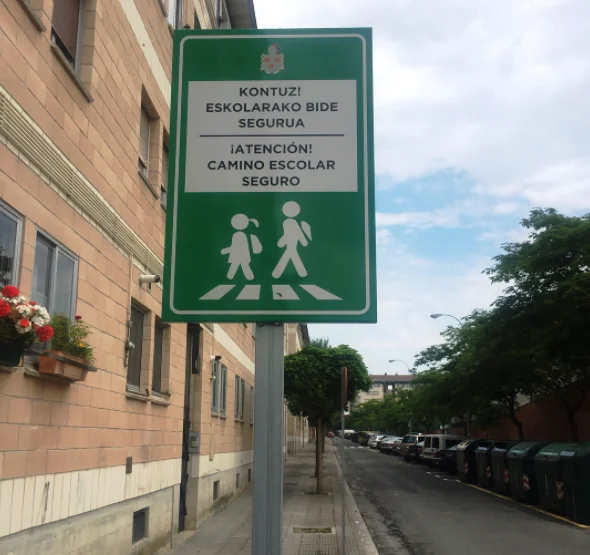 KONTUZ!
ESKOLARAKO BIDE
SEGURUA
¡ATENCIÓN!
CAMINO ESCOLAR
SEGURO